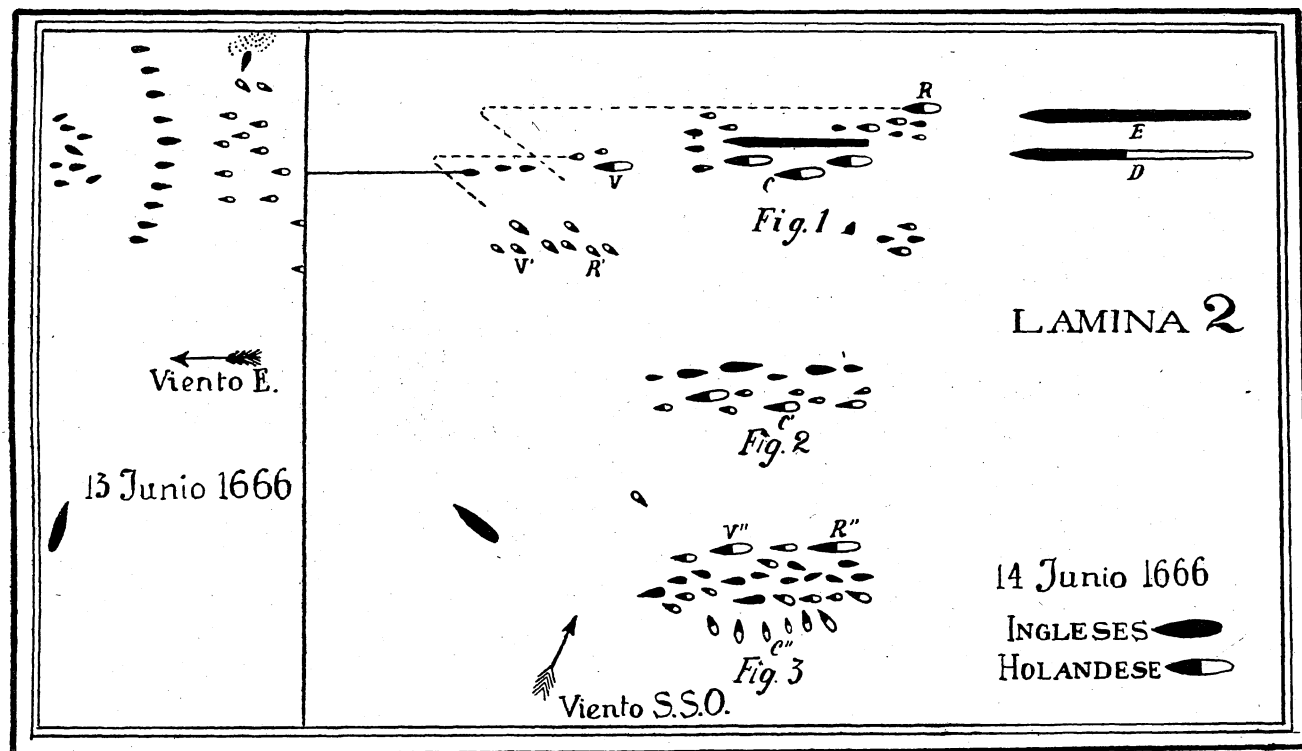 Viento E.
13 Junio 1666
R
V
C
Fig. 1
V'
R'
E
D
LAMINA 2
C'
Fig. 2
V"
R"
C"
Fig. 3
Viento S.S.O.
14 Junio 1666
INGLESES
HOLANDESE